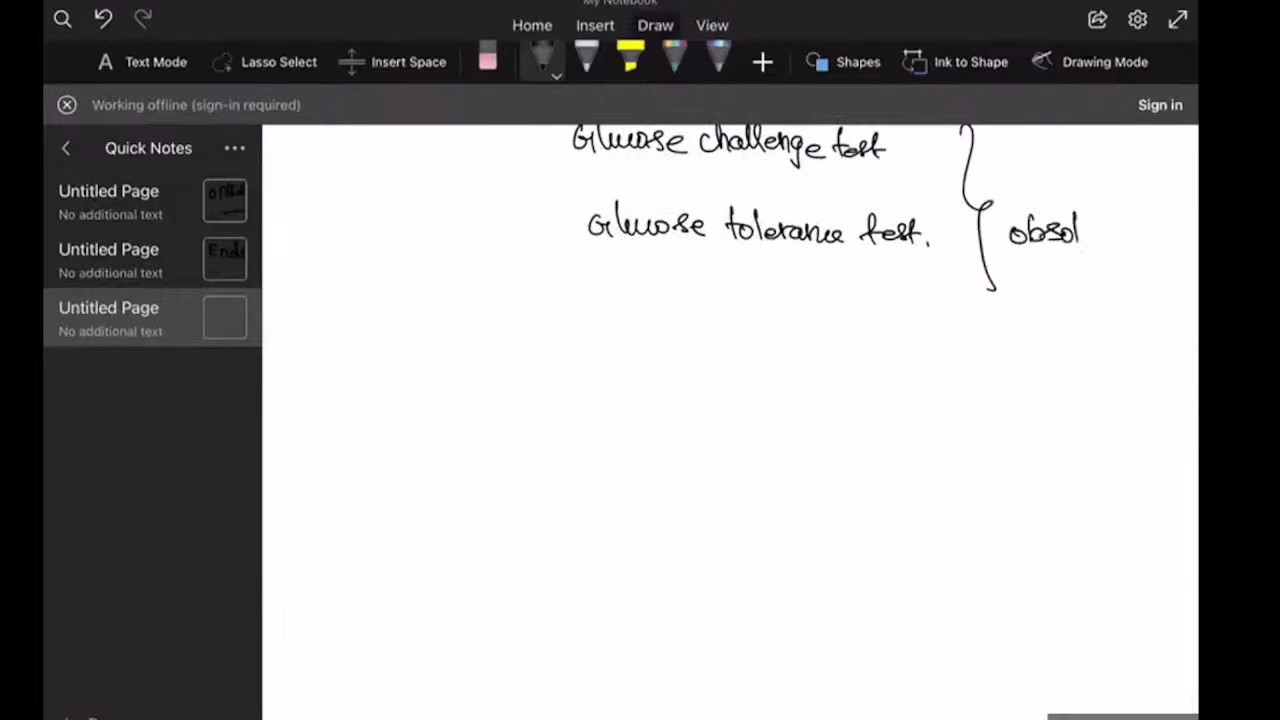 My Notebook
Home Insert Draw View
Text Mode Lasso Select Insert Space Shapes Ink to Shape Drawing Mode
Working offline (sign-in required) Sign in
Quick Notes
Untitled Page
No additional text
Untitled Page
No additional text
Untitled Page
No additional text
Glucose challenge test
Glucose tolerance test.
obsol